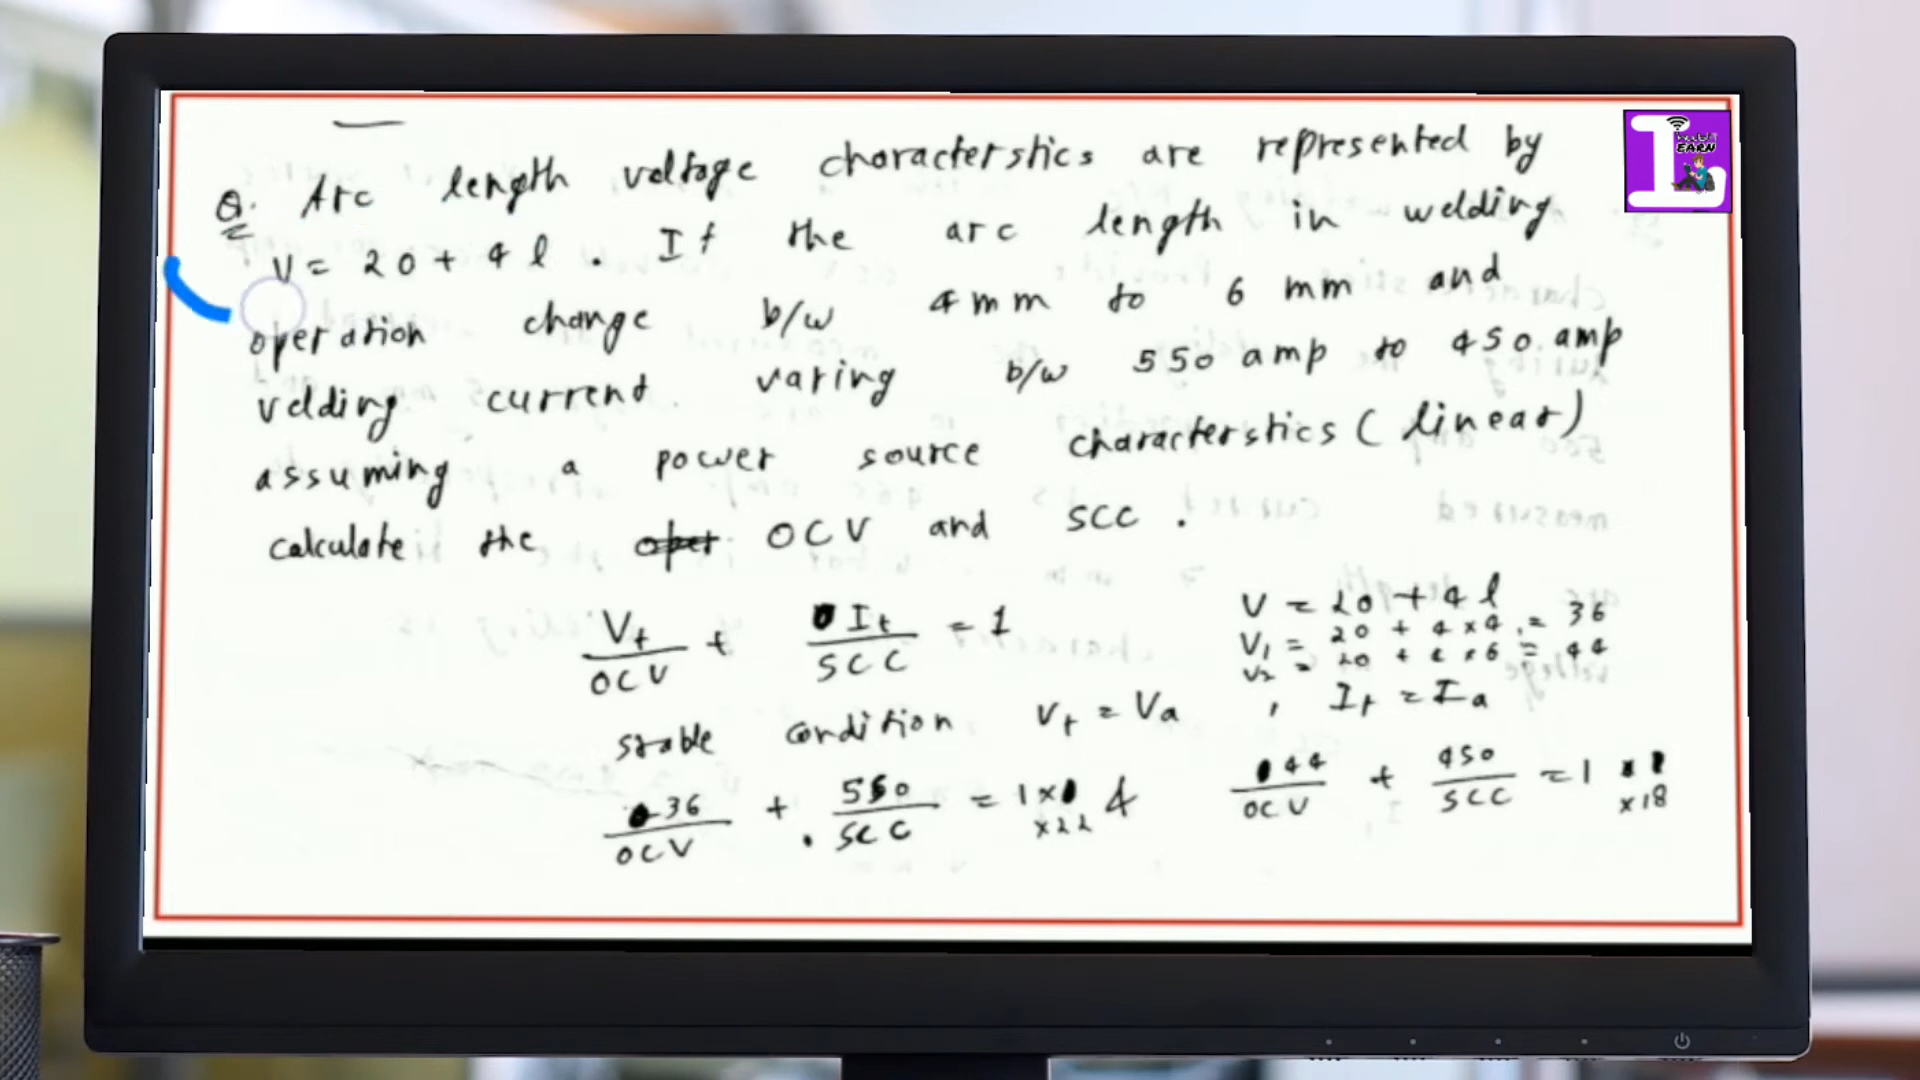 Q. Arc length voltage charactersticss are represented by
V = 20 + 4 l . If the arc length in welding
operation change b/w 4 mm to 6 mm and
velding current varing b/w 550 amp to 450 amp
assuming a power source characterstics ( linear )
calculate the OCV and SCC .
V = 20 + 4 l
Vt/OCV + It/SCC = 1
V1 = 20 + 4 x 4 = 36
V2 = 20 + 4 x 6 = 44
stable condition Vt = Va , It = Ia
36/OCV + 550/SCC = 1 x 22
44/OCV + 450/SCC = 1 x 18
EARN